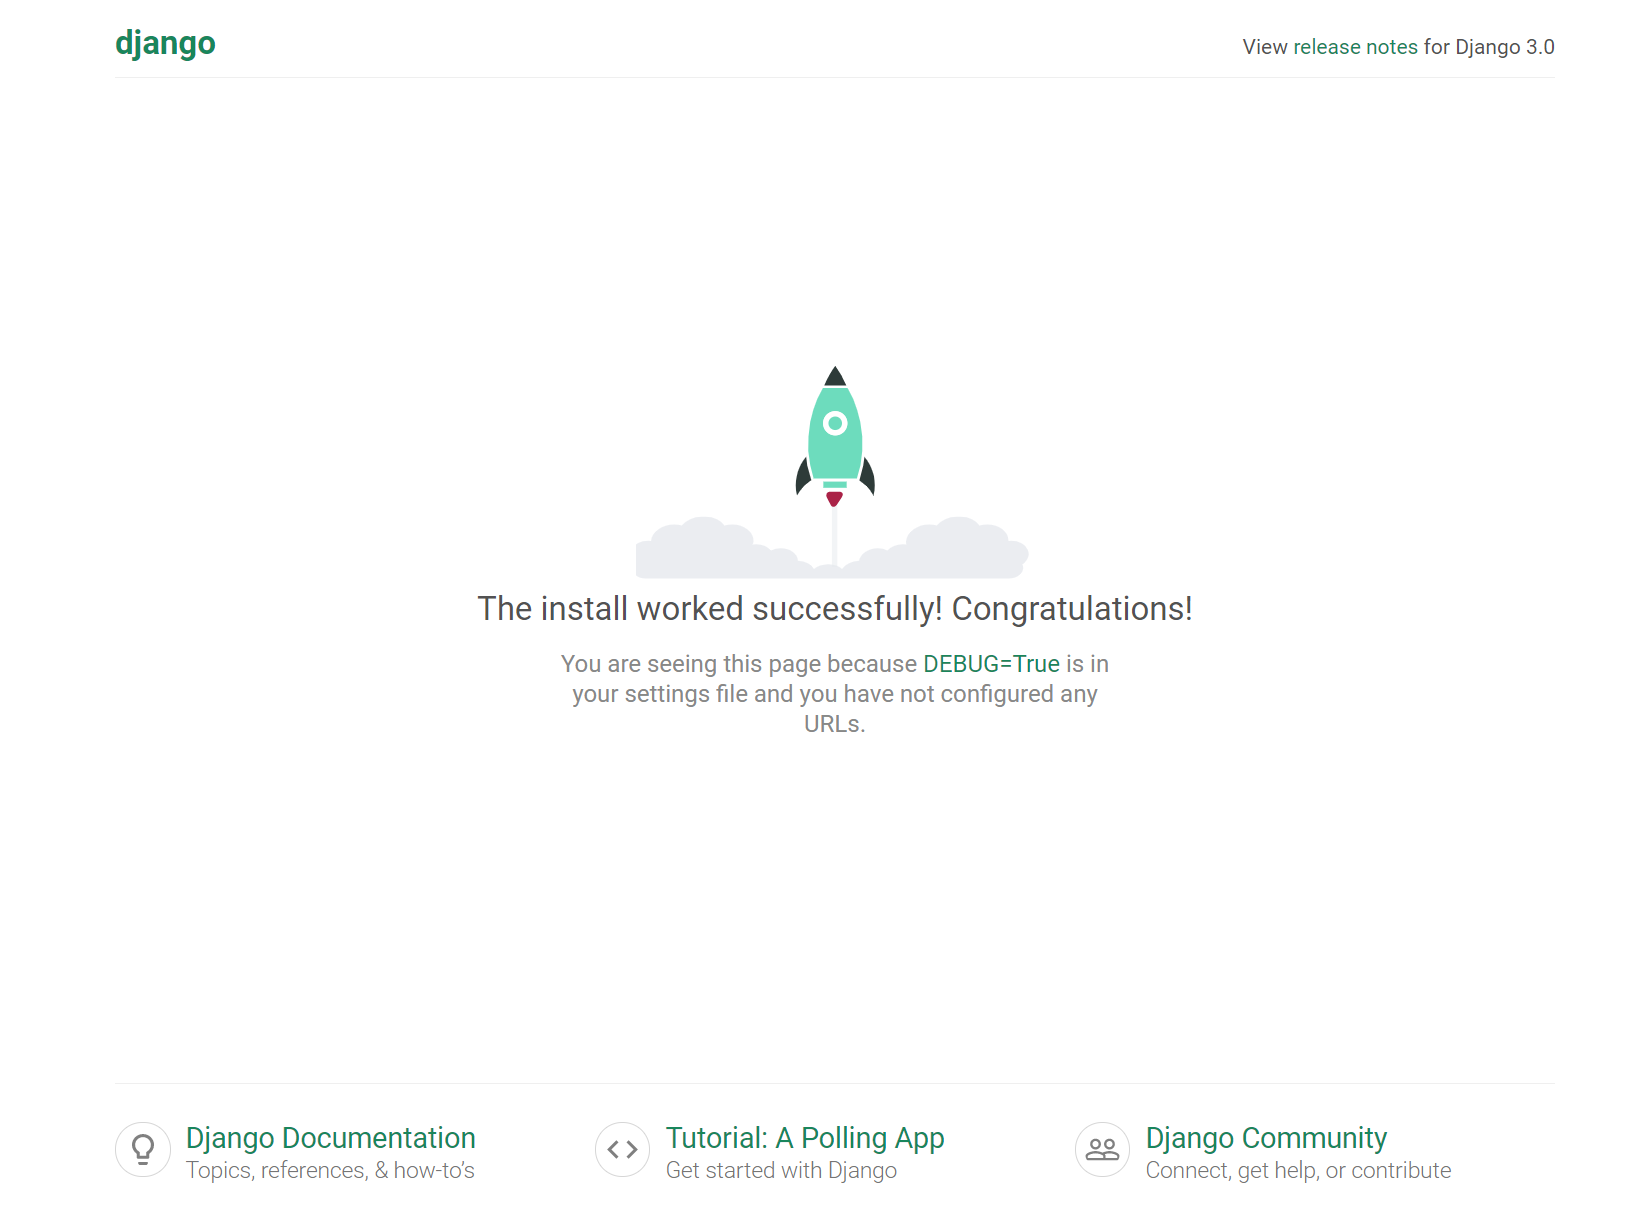 django
View release notes for Django 3.0
The install worked successfully! Congratulations!
You are seeing this page because DEBUG=True is in
your settings file and you have not configured any
URLs.
Django Documentation
Topics, references, & how-to’s
Tutorial: A Polling App
Get started with Django
Django Community
Connect, get help, or contribute